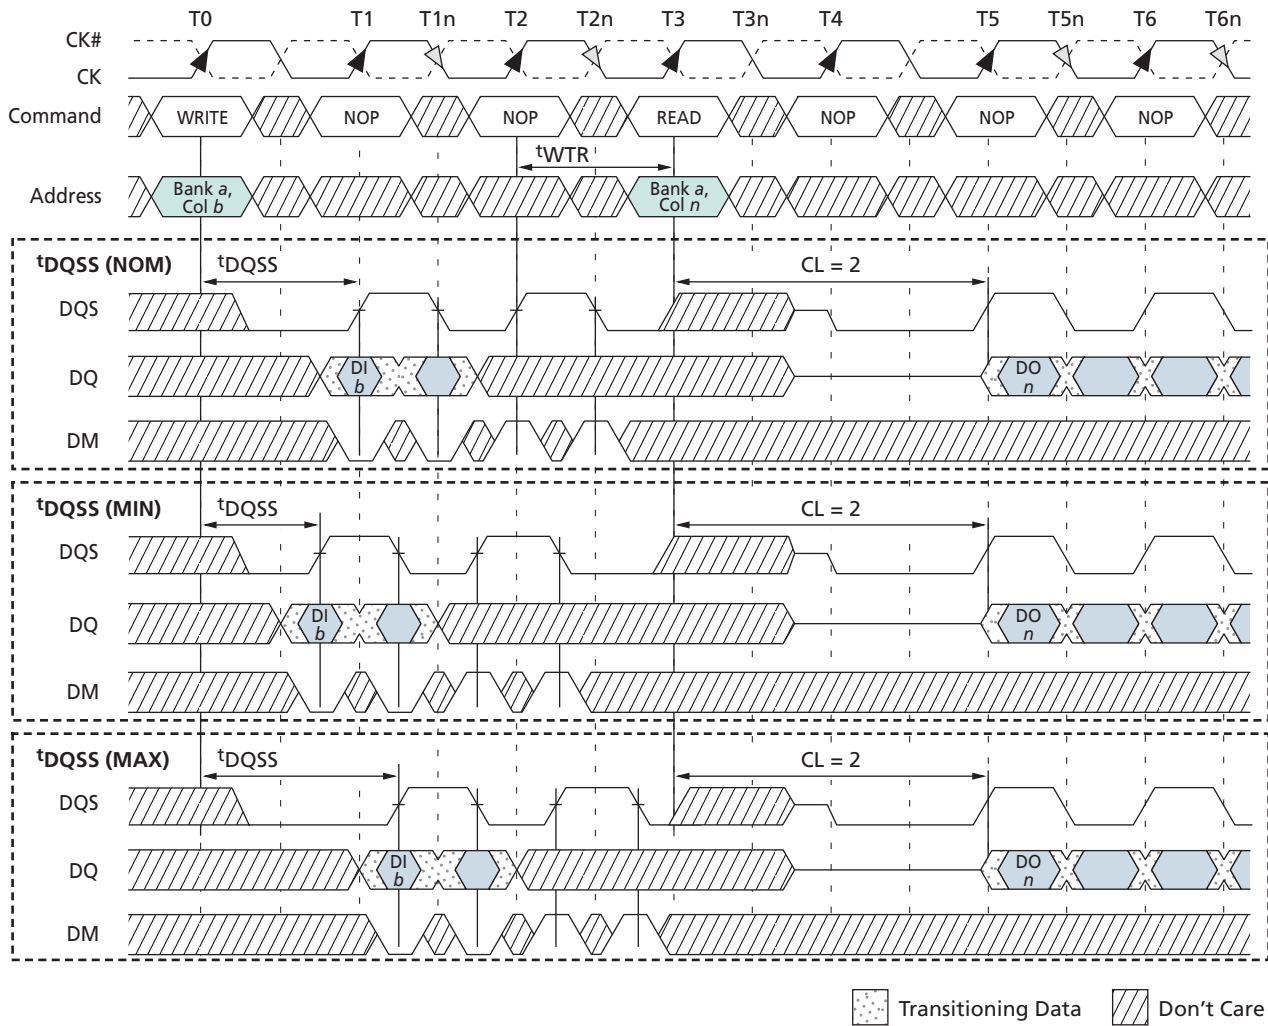 T0 T1 T1n T2 T2n T3 T3n T4 T5 T5n T6 T6n
CK#
CK
Command WRITE NOP NOP READ NOP NOP NOP
tWTR
Address Bank a, Bank a,
Col b Col n
tDQSS (NOM) tDQSS CL = 2
DQS
DQ DI DO
b n
DM
tDQSS (MIN) tDQSS CL = 2
DQS
DQ DI DO
b n
DM
tDQSS (MAX) tDQSS CL = 2
DQS
DQ DI DO
b n
DM
Transitioning Data Don't Care